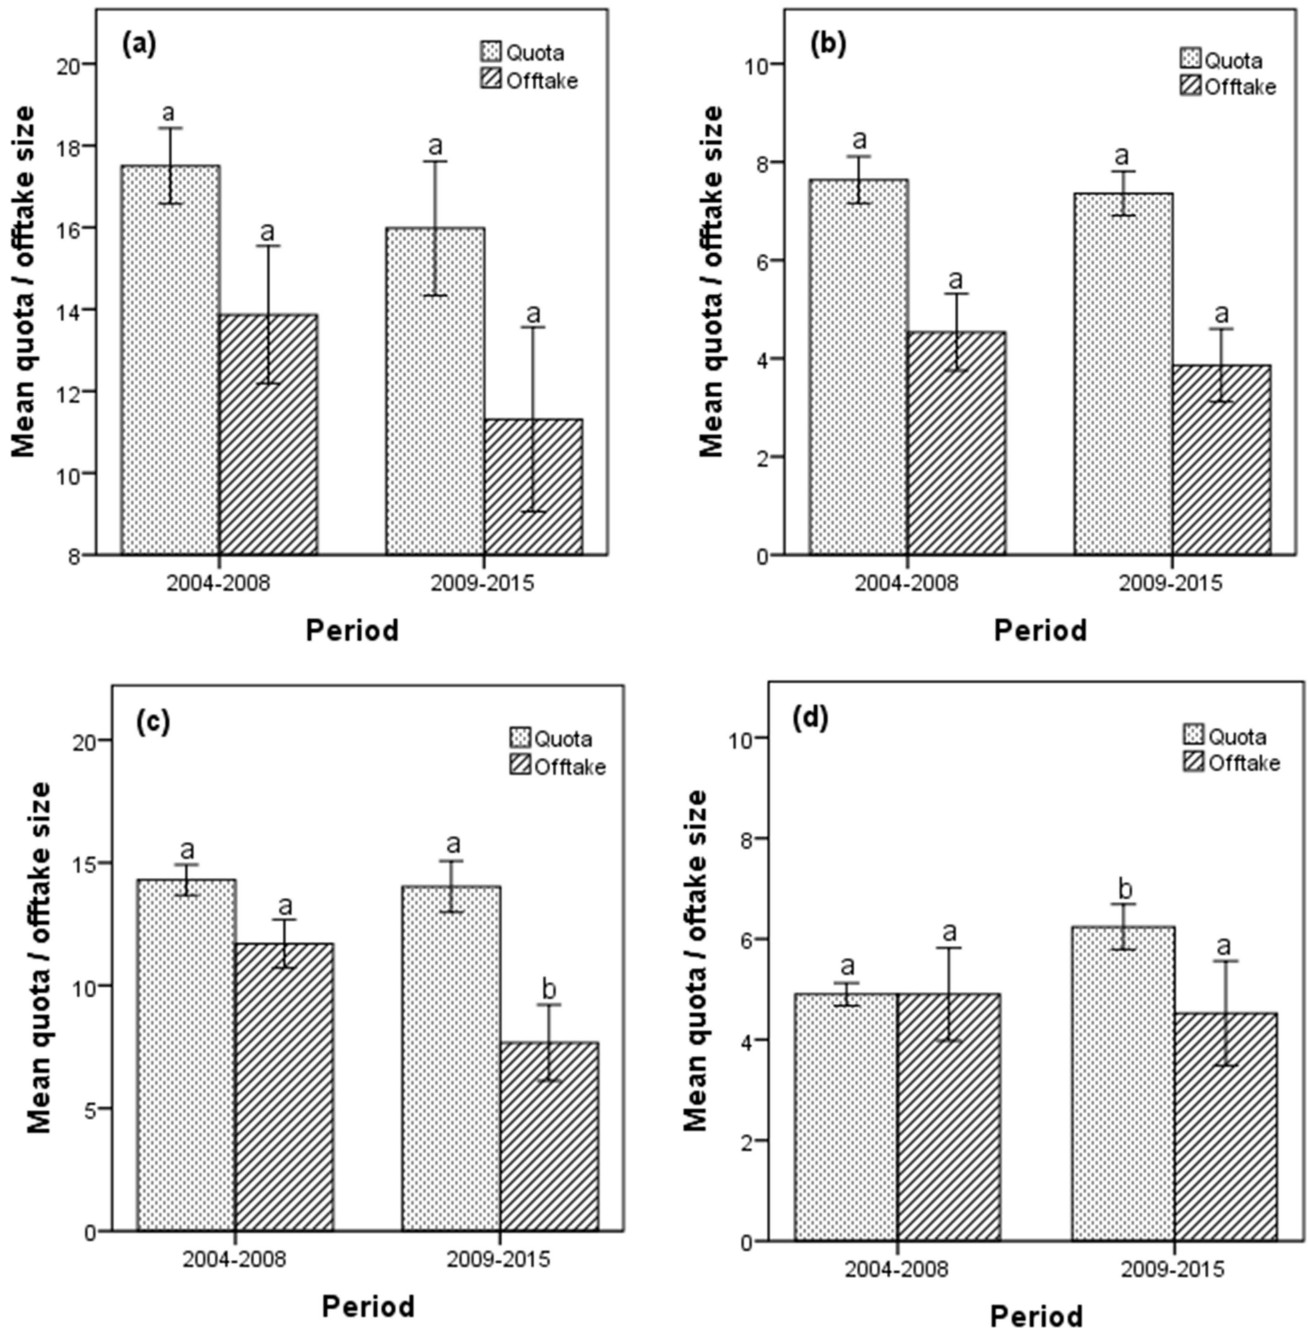 (a)
Quota
Offtake
Mean quota / offtake size
20
18
16
14
12
10
8
a
a
a
a
2004-2008
2009-2015
Period
(b)
Quota
Offtake
Mean quota / offtake size
10
8
6
4
2
0
a
a
a
a
2004-2008
2009-2015
Period
(c)
Quota
Offtake
Mean quota / offtake size
20
15
10
5
0
a
a
a
b
2004-2008
2009-2015
Period
(d)
Quota
Offtake
Mean quota / oftake size
10
8
6
4
2
0
a
a
b
a
2004-2008
2009-2015
Period